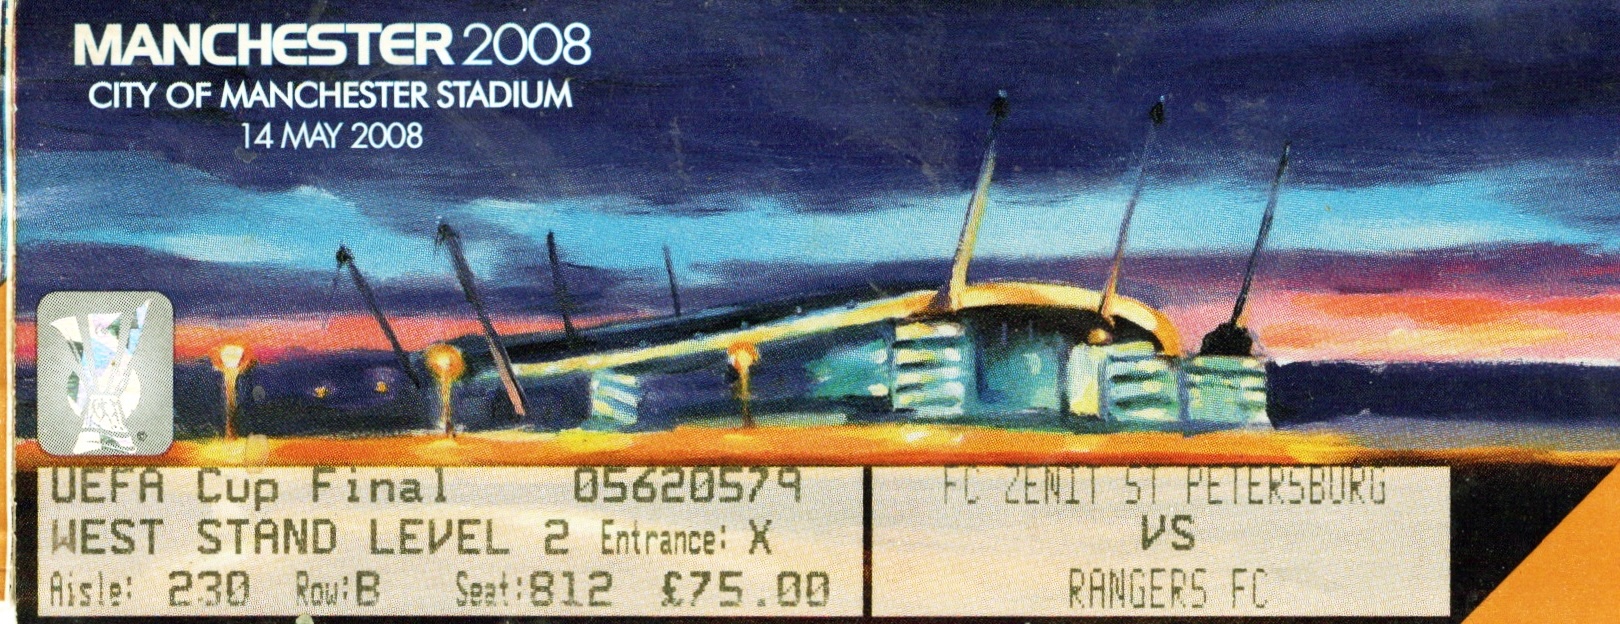 MANCHESTER 2008
CITY OF MANCHESTER STADIUM
14 MAY 2008
UEFA Cup Final 05620579
WEST STAND LEVEL 2 Entrance: X
Aisle: 230 Row:B Seat:812 £75.00
FC ZENIT ST PETERSBURG
VS
RANGERS FC